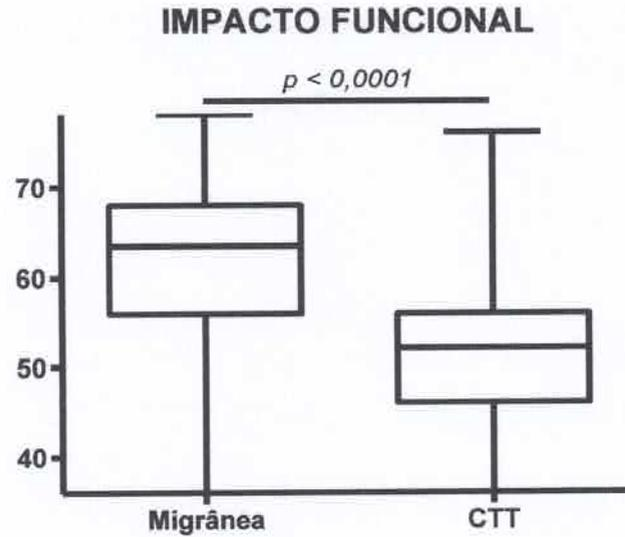 IMPACTO FUNCIONAL
p < 0,0001
70
60
50
40
Migrânea
CTT